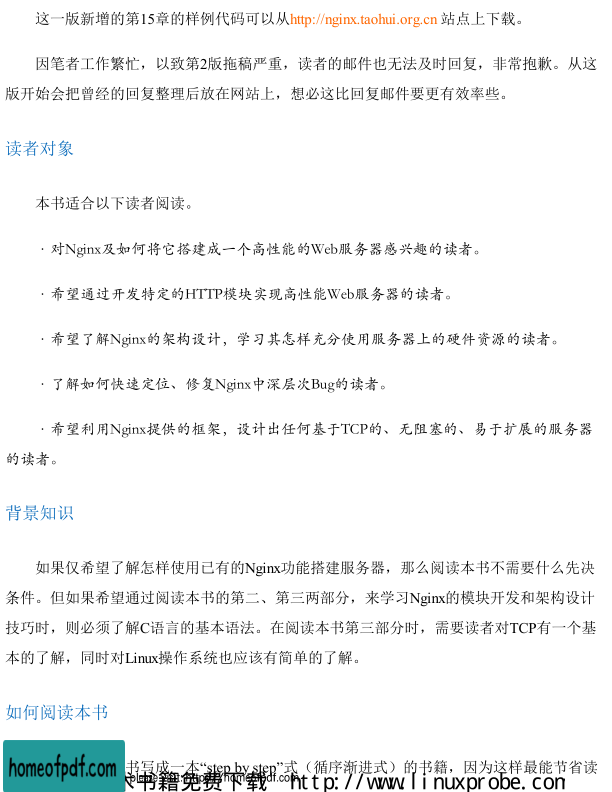 这一版新增的第15章的样例代码可以从http://nginx.taohui.org.cn 站点上下载。
因笔者工作繁忙，以致第2版拖稿严重，读者的邮件也无法及时回复，非常抱歉。从这
版开始会把曾经的回复整理后放在网站上，想必这比回复邮件要更有效率些。
读者对象
本书适合以下读者阅读。
·对Nginx及如何将它搭建成一个高性能的Web服务器感兴趣的读者。
·希望通过开发特定的HTTP模块实现高性能Web服务器的读者。
·希望了解Nginx的架构设计，学习其怎样充分使用服务器上的硬件资源的读者。
·了解如何快速定位、修复Nginx中深层次Bug的读者。
·希望利用Nginx提供的框架，设计出任何基于TCP的、无阻塞的、易于扩展的服务器
的读者。
背景知识
如果仅希望了解怎样使用已有的Nginx功能搭建服务器，那么阅读本书不需要什么先决
条件。但如果希望通过阅读本书的第二、第三两部分，来学习Nginx的模块开发和架构设计
技巧时，则必须了解C语言的基本语法。在阅读本书第三部分时，需要读者对TCP有一个基
本的了解，同时对Linux操作系统也应该有简单的了解。
如何阅读本书
书写成一本“step by step”式（循序渐进式）的书籍，因为这样最能节省读
homeofpdf.com
术书籍免费下载 http://www.linuxprobe.com